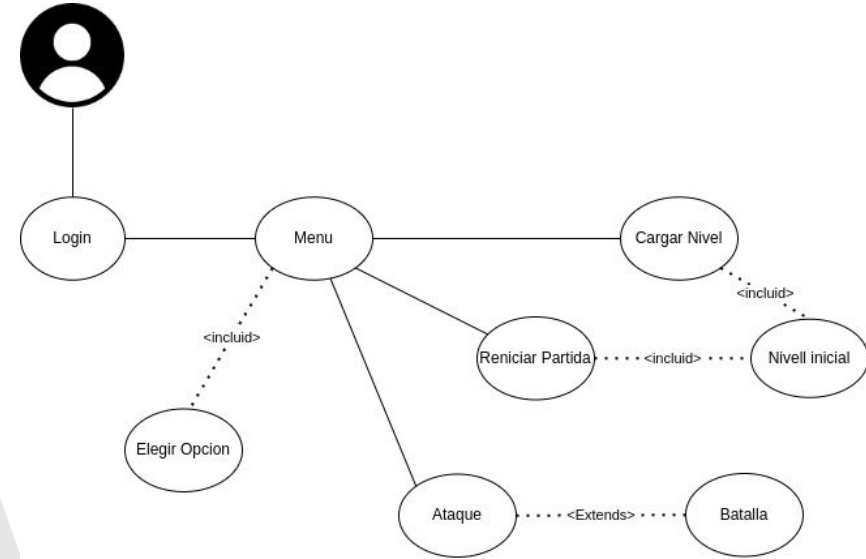 Login
Menu
Cargar Nivel
<incluid>
<incluid>
Reniciar Partida
<incluid>
Nivell inicial
Elegir Opcion
Ataque
<Extends>
Batalla